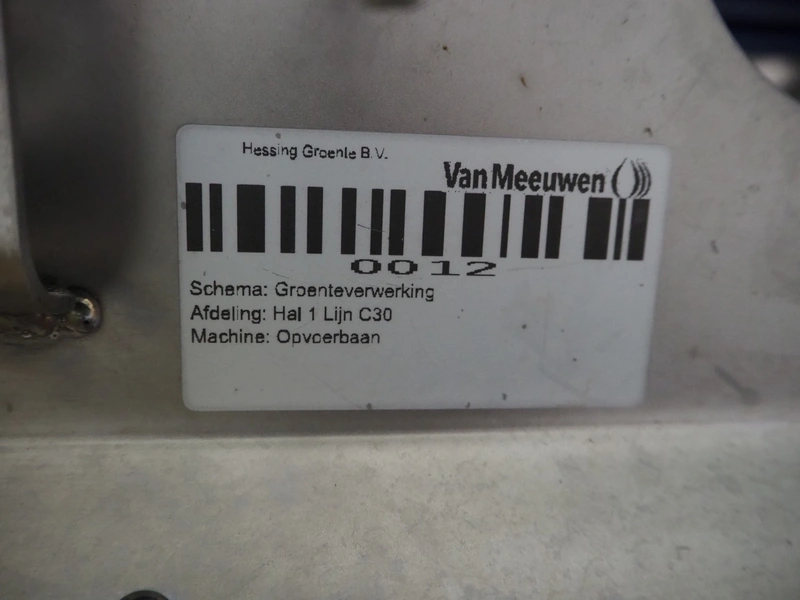 Hessing Groente B.V.
Van Meeuwen
0012
Schema: Groenteverwerking
Afdeling: Hal 1 Lijn C30
Machine: Opvoerbaan